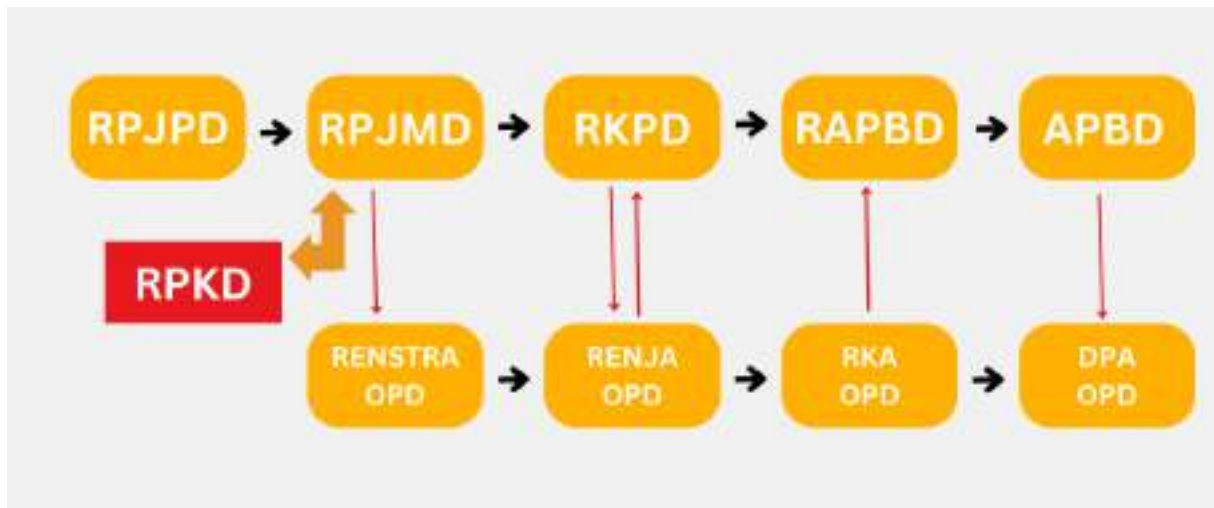 RPJPD
RPJMD
RKPD
RAPBD
APBD
RPKD
RENSTRA
OPD
RENJA
OPD
RKA
OPD
DPA
OPD